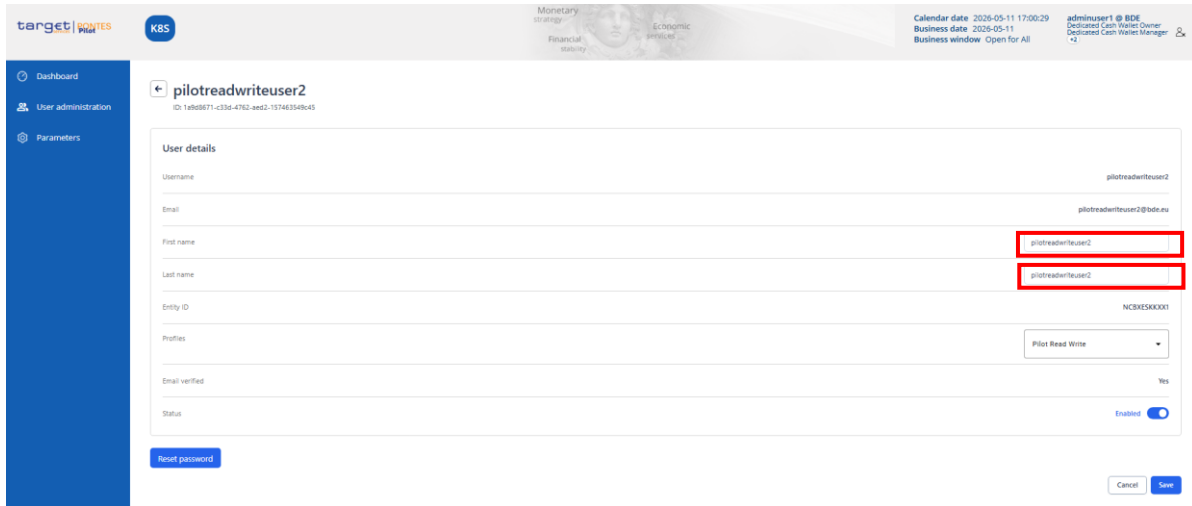 target | PONTES
Pilot
KBS
Monetary
strategy
Economic
services
Financial
stability
Calendar date 2026-05-11 17:00:29
Business date 2026-05-11
Business window Open for All
adminuser1 @ BDE
Dedicated Cash Wallet Owner
Dedicated Cash Wallet Manager
+2
Dashboard
User administration
Parameters
pilotreadwriteuser2
ID: 1a9d8671-c33d-4762-aed2-157463549c45
User details
Username pilotreadwriteuser2
Email pilotreadwriteuser2@bde.eu
First name pilotreadwriteuser2
Last name pilotreadwriteuser2
Entity ID NCBXESKKXX1
Profiles Pilot Read Write
Email verified Yes
Status Enabled
Reset password
Cancel Save